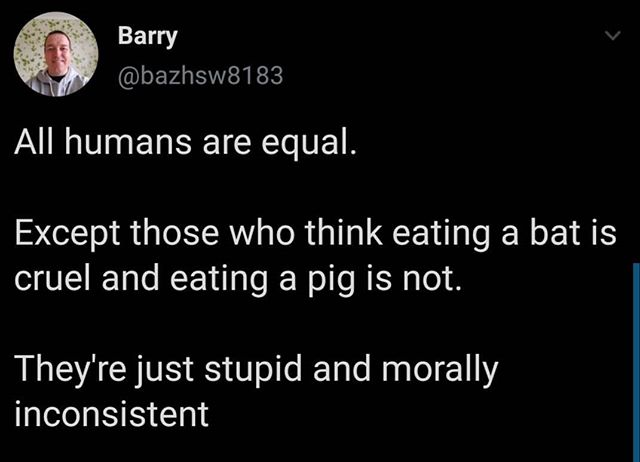 Barry
@bazhsw8183
All humans are equal.
Except those who think eating a bat is
cruel and eating a pig is not.
They're just stupid and morally
inconsistent